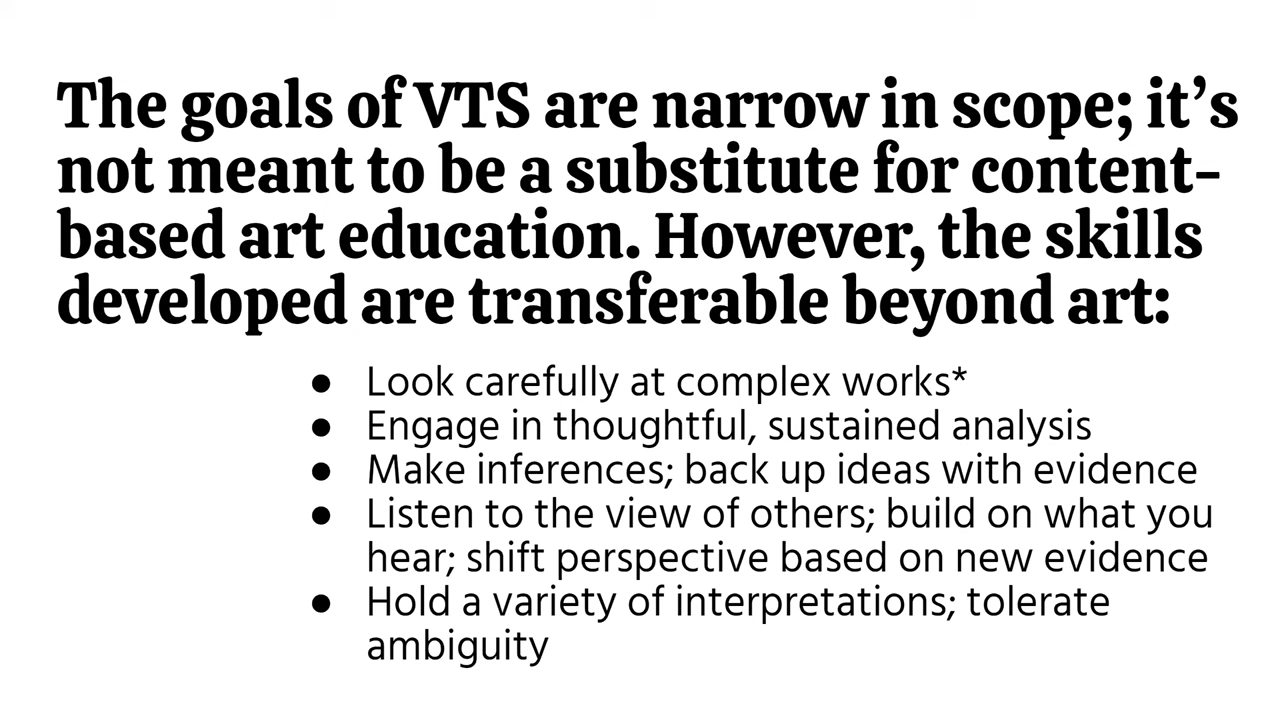 The goals of VTS are narrow in scope; it’s
not meant to be a substitute for content-
based art education. However, the skills
developed are transferable beyond art:
● Look carefully at complex works*
● Engage in thoughtful, sustained analysis
● Make inferences; back up ideas with evidence
● Listen to the view of others; build on what you
hear; shift perspective based on new evidence
● Hold a variety of interpretations; tolerate
ambiguity